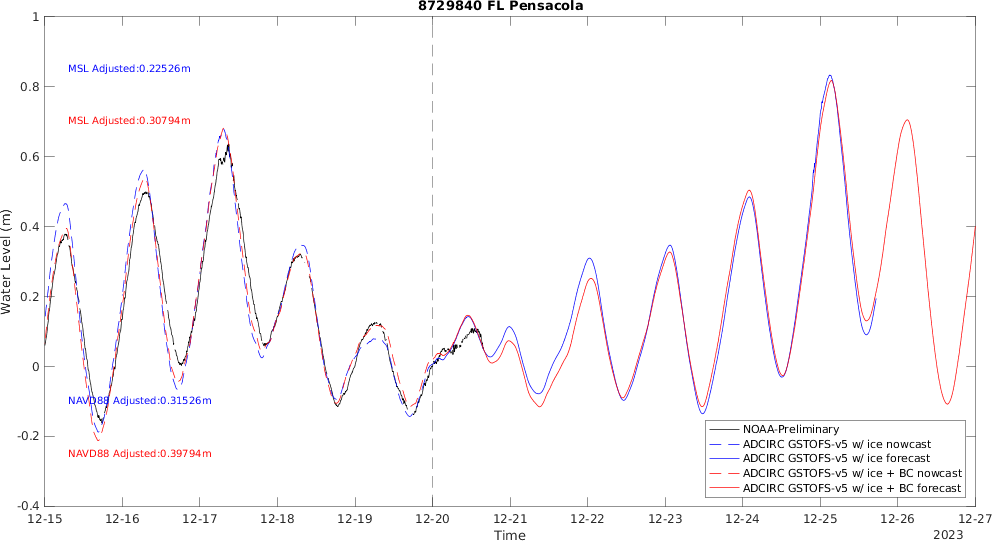 8729840 FL Pensacola
1
0.8
0.6
0.4
0.2
0
-0.2
-0.4
Water Level (m)
MSL Adjusted:0.22526m
MSL Adjusted:0.30794m
NAVD88 Adjusted:0.31526m
NAVD88 Adjusted:0.39794m
NOAA-Preliminary
ADCIRC GSTOFS-v5 w/ ice nowcast
ADCIRC GSTOFS-v5 w/ ice forecast
ADCIRC GSTOFS-v5 w/ ice + BC nowcast
ADCIRC GSTOFS-v5 w/ ice + BC forecast
12-15 12-16 12-17 12-18 12-19 12-20 12-21 12-22 12-23 12-24 12-25 12-26 12-27
Time
2023